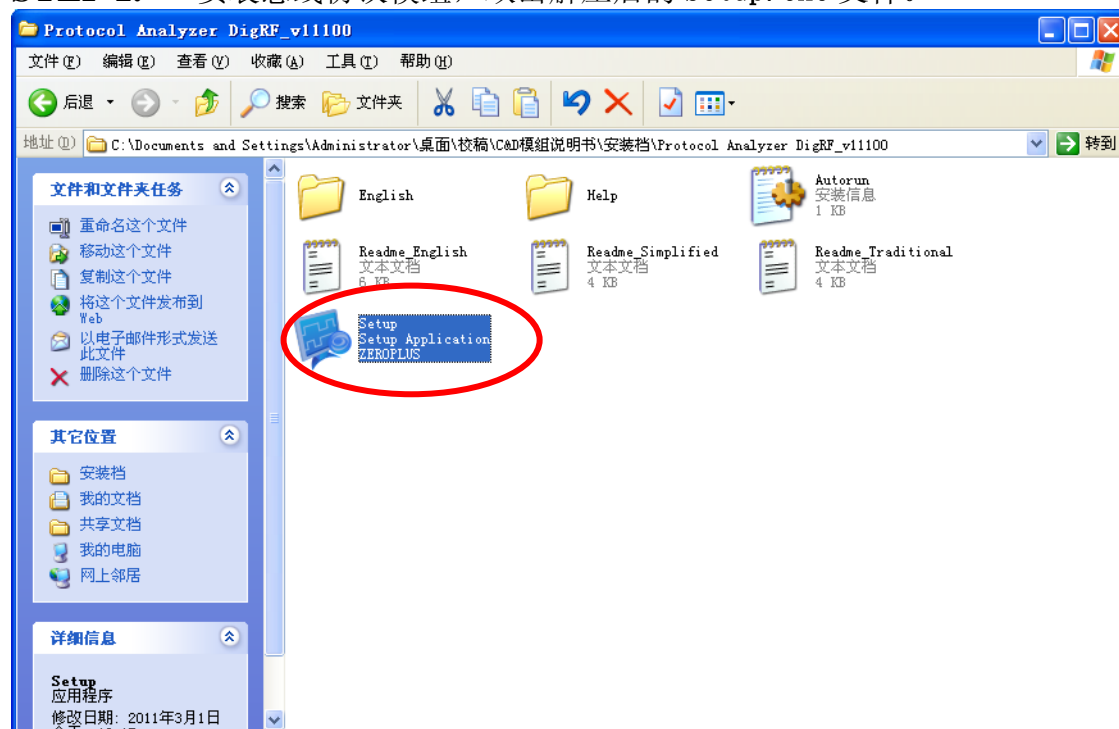 Protocol Analyzer DigRF_v11100
文件(F) 编辑(E) 查看(V) 收藏(A) 工具(T) 帮助(H)
后退 搜索 文件夹
地址(D) C:\Documents and Settings\Administrator\桌面\校稿\C&D模组说明书\安装档\Protocol Analyzer DigRF_v11100 转到
文件和文件夹任务
重命名这个文件
移动这个文件
复制这个文件
将这个文件发布到
Web
以电子邮件形式发送
此文件
删除这个文件
其它位置
安装档
我的文档
共享文档
我的电脑
网上邻居
详细信息
Setup
应用程序
修改日期: 2011年3月1日
English
Help
Autorun
安装信息
1 KB
Readme_English
文本文档
6 KB
Readme_Simplified
文本文档
4 KB
Readme_Traditional
文本文档
4 KB
Setup
Setup Application
ZEROPLUS